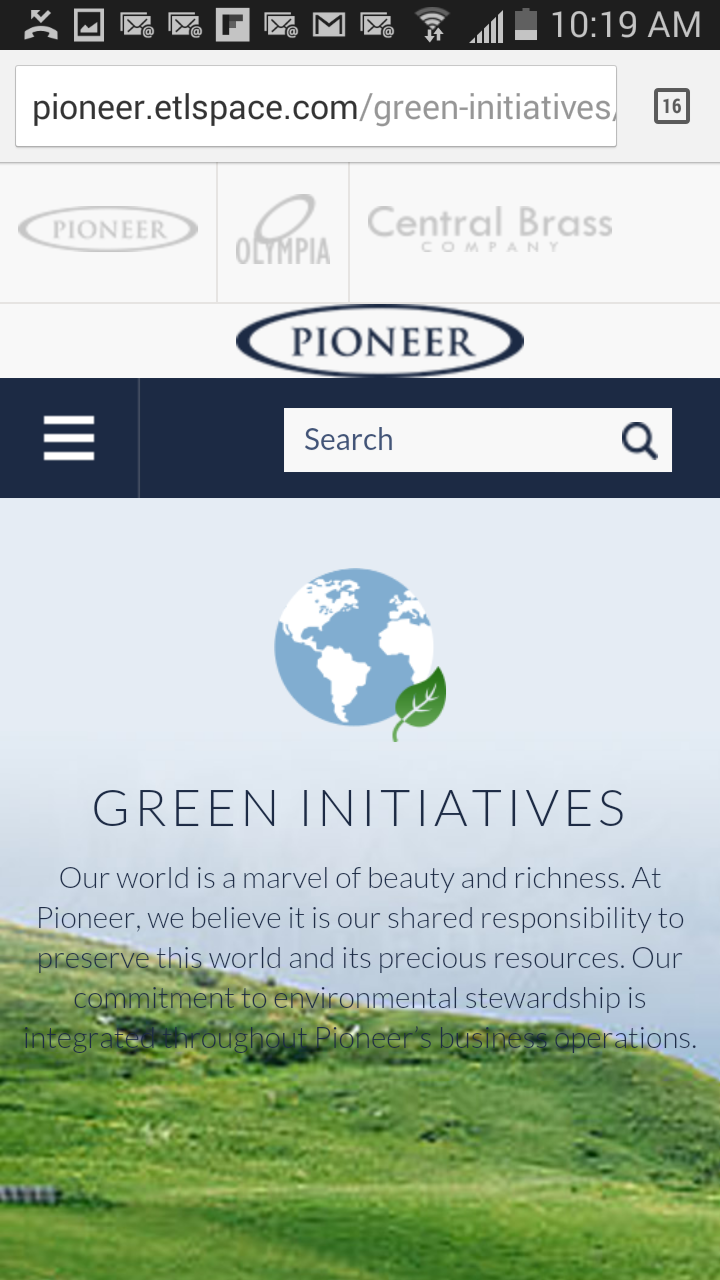 10:19 AM
pioneer.etlspace.com/green-initiatives/
16
PIONEER
OLYMPIA
Central Brass
COMPANY
PIONEER
Search
GREEN INITIATIVES
Our world is a marvel of beauty and richness. At
Pioneer, we believe it is our shared responsibility to
preserve this world and its precious resources. Our
commitment to environmental stewardship is
integrated throughout Pioneer's business operations.